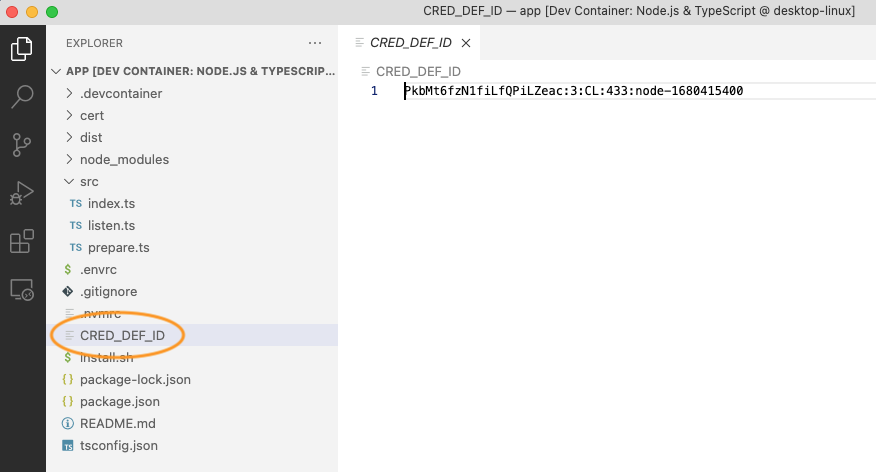 CRED_DEF_ID — app [Dev Container: Node.js & TypeScript @ desktop-linux]
EXPLORER
APP [DEV CONTAINER: NODE.JS & TYPESCRIP...
.devcontainer
cert
dist
node_modules
src
TS index.ts
TS listen.ts
TS prepare.ts
$ .envrc
.gitignore
.nvmrc
CRED_DEF_ID
$ install.sh
{} package-lock.json
{} package.json
README.md
TS tsconfig.json
CRED_DEF_ID
CRED_DEF_ID
1 PkbMt6fzN1fiLfQPiLZeac:3:CL:433:node-1680415400